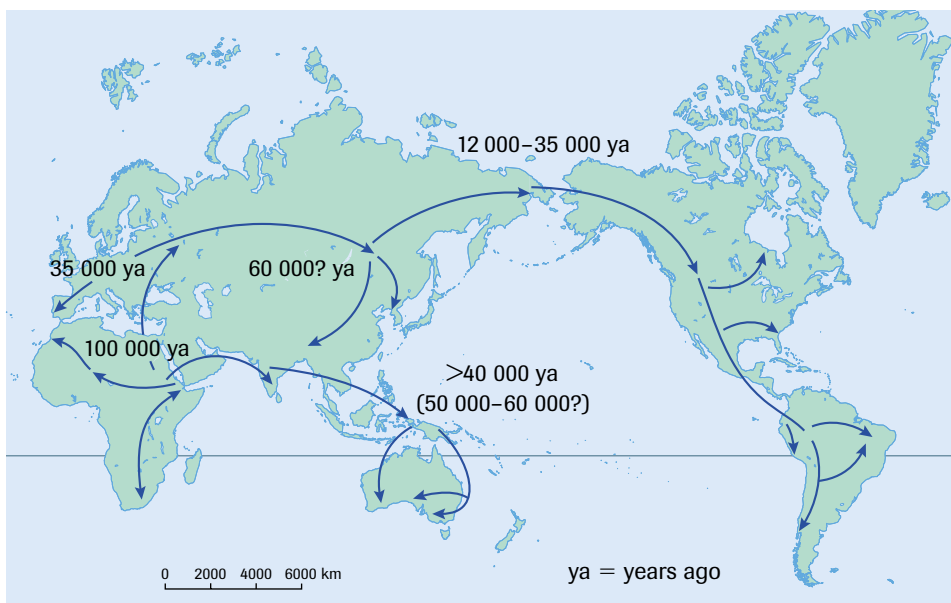 12 000–35 000 ya
35 000 ya
60 000? ya
100 000 ya
>40 000 ya
(50 000–60 000?)
0 2000 4000 6000 km
ya = years ago